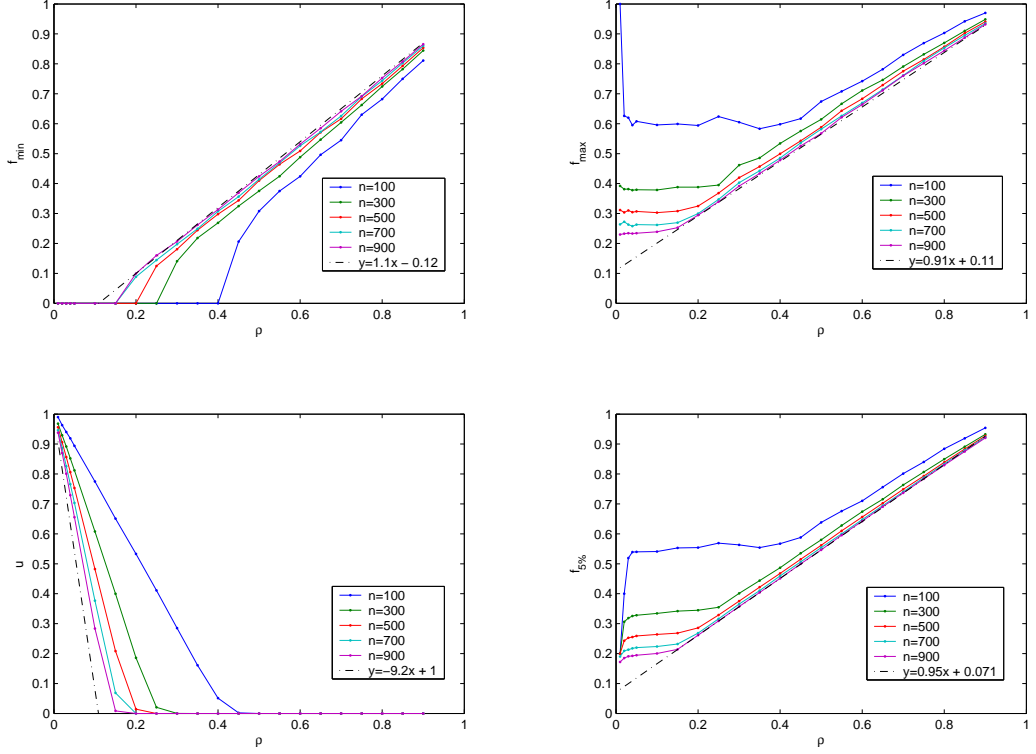 1
0.9
0.8
0.7
0.6
0.5
0.4
0.3
0.2
0.1
0
0 0.2 0.4 0.6 0.8 1
ρ
f_min
n=100
n=300
n=500
n=700
n=900
y=1.1x − 0.12
1
0.9
0.8
0.7
0.6
0.5
0.4
0.3
0.2
0.1
0
0 0.2 0.4 0.6 0.8 1
ρ
f_max
n=100
n=300
n=500
n=700
n=900
y=0.91x + 0.11
1
0.9
0.8
0.7
0.6
0.5
0.4
0.3
0.2
0.1
0
0 0.2 0.4 0.6 0.8 1
ρ
u
n=100
n=300
n=500
n=700
n=900
y=−9.2x + 1
1
0.9
0.8
0.7
0.6
0.5
0.4
0.3
0.2
0.1
0
0 0.2 0.4 0.6 0.8 1
ρ
f_5%
n=100
n=300
n=500
n=700
n=900
y=0.95x + 0.071